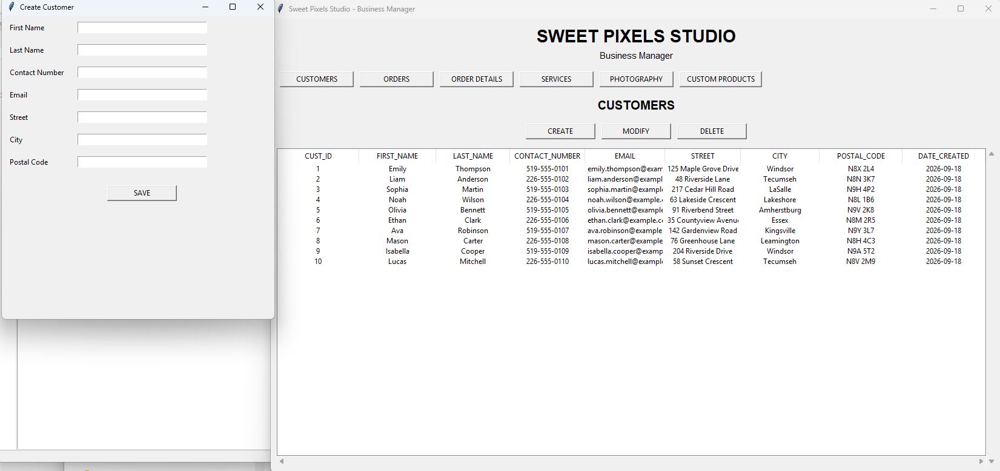 Create Customer
First Name
Last Name
Contact Number
Email
Street
City
Postal Code
SAVE
Sweet Pixels Studio - Business Manager
SWEET PIXELS STUDIO
Business Manager
CUSTOMERS ORDERS ORDER DETAILS SERVICES PHOTOGRAPHY CUSTOM PRODUCTS
CUSTOMERS
CREATE MODIFY DELETE
CUST_ID FIRST_NAME LAST_NAME CONTACT_NUMBER EMAIL STREET CITY POSTAL_CODE DATE_CREATED
1 Emily Thompson 519-555-0101 emily.thompson@exam 125 Maple Grove Drive Windsor N8X 2L4 2026-09-18
2 Liam Anderson 226-555-0102 liam.anderson@exampl 48 Riverside Lane Tecumseh N8N 3K7 2026-09-18
3 Sophia Martin 519-555-0103 sophia.martin@exampl 217 Cedar Hill Road LaSalle N9H 4P2 2026-09-18
4 Noah Wilson 226-555-0104 noah.wilson@example. 63 Lakeside Crescent Lakeshore N8L 1B6 2026-09-18
5 Olivia Bennett 519-555-0105 olivia.bennett@example 91 Riverbend Street Amherstburg N9V 2K8 2026-09-18
6 Ethan Clark 226-555-0106 ethan.clark@example.c 35 Countyview Avenu Essex N8M 2R5 2026-09-18
7 Ava Robinson 519-555-0107 ava.robinson@example 142 Gardenview Road Kingsville N9Y 3L7 2026-09-18
8 Mason Carter 226-555-0108 mason.carter@example 76 Greenhouse Lane Leamington N8H 4C3 2026-09-18
9 Isabella Cooper 519-555-0109 isabella.cooper@examp 204 Riverside Drive Windsor N9A 5T2 2026-09-18
10 Lucas Mitchell 226-555-0110 lucas.mitchell@example 58 Sunset Crescent Tecumseh N8V 2M9 2026-09-18